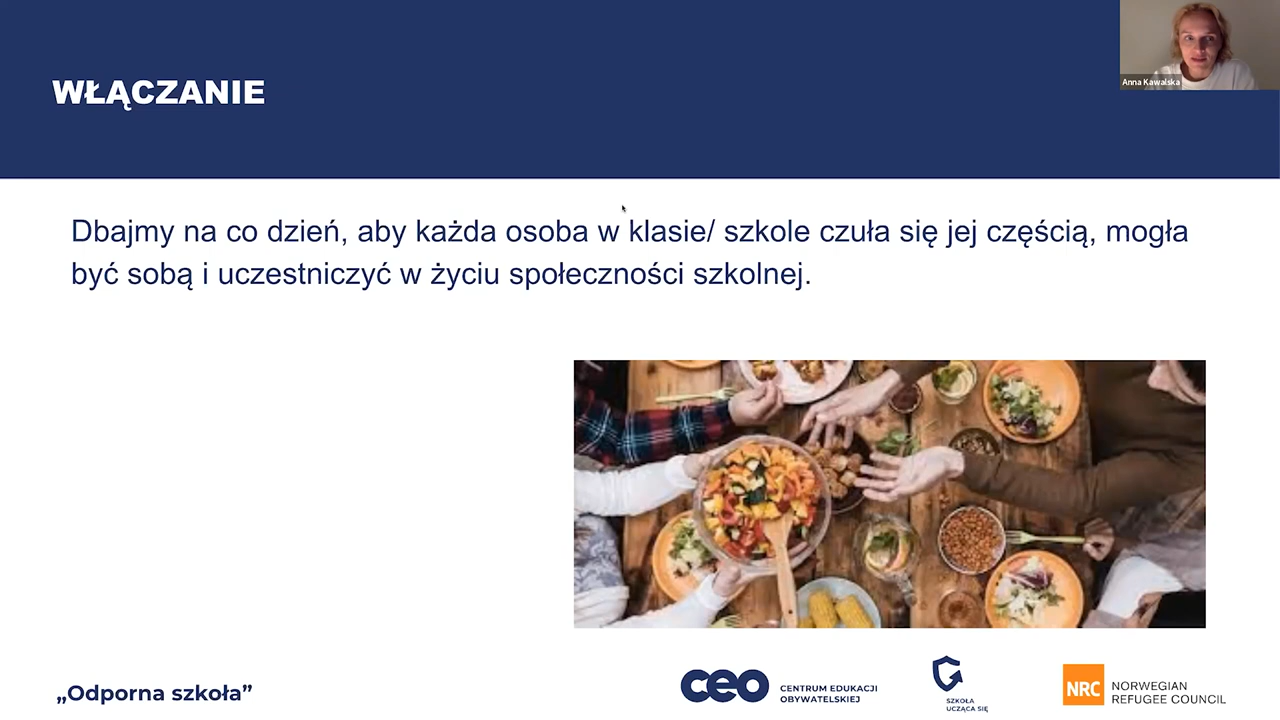 WŁĄCZANIE
Anna Kawalska
Dbajmy na co dzień, aby każda osoba w klasie/ szkole czuła się jej częścią, mogła
być sobą i uczestniczyć w życiu społeczności szkolnej.
„Odporna szkoła”
ceo CENTRUM EDUKACJI
OBYWATELSKIEJ
SZKOŁA
UCZĄCA SIĘ
NRC NORWEGIAN
REFUGEE COUNCIL